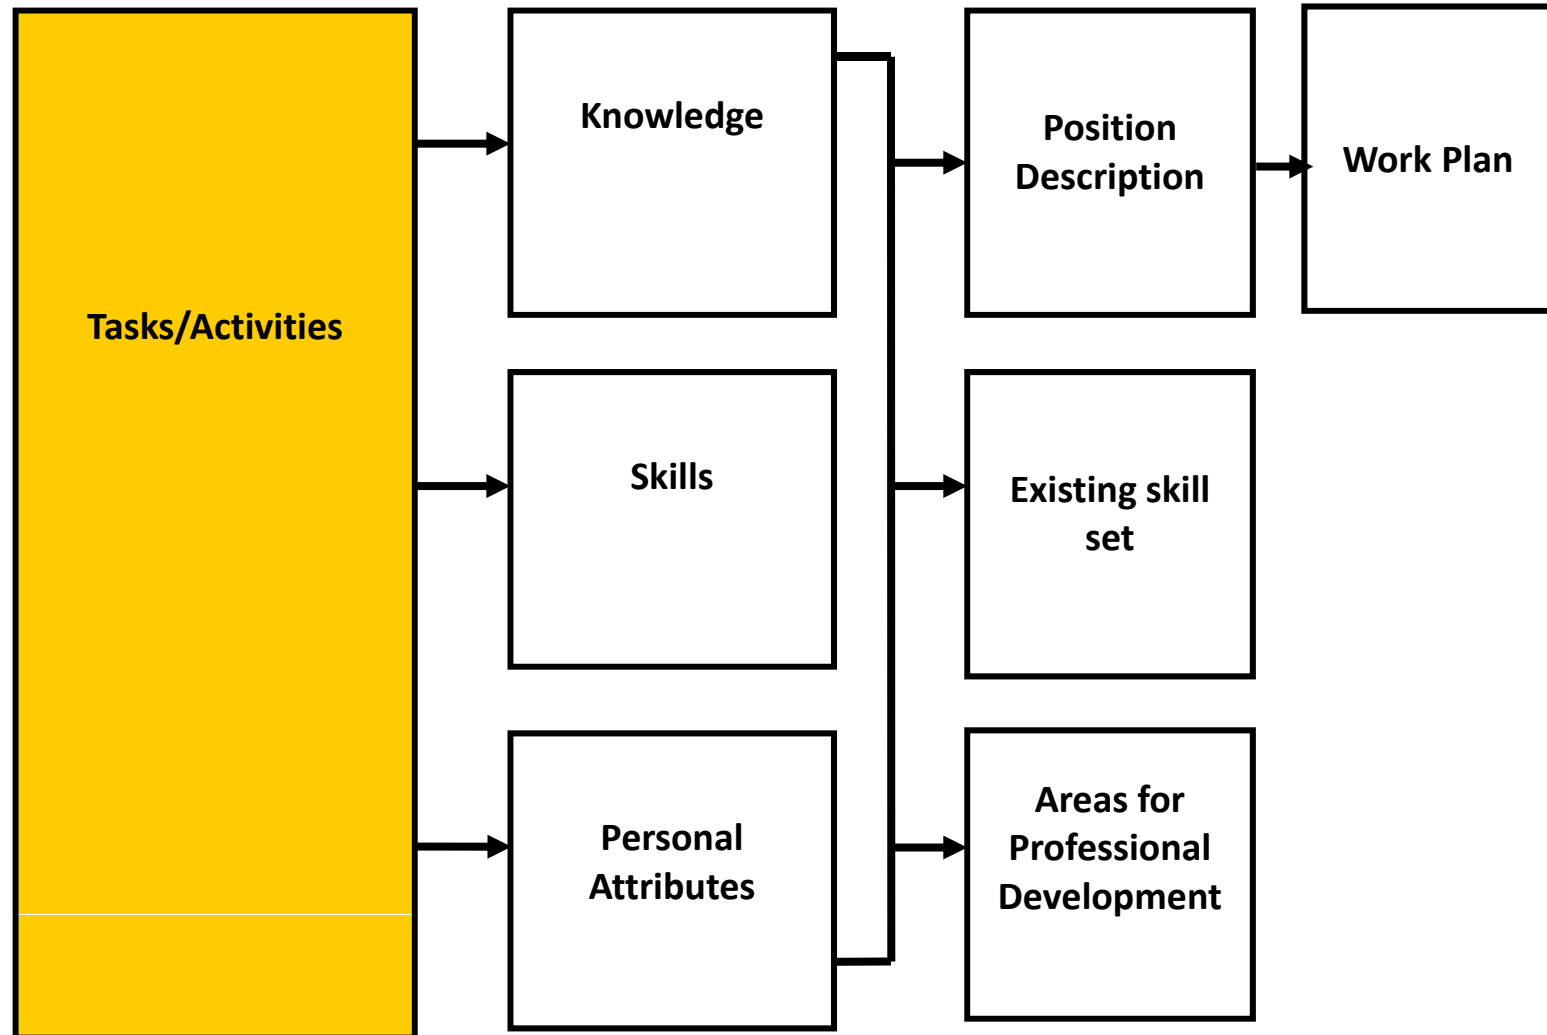 Tasks/Activities
Knowledge
Skills
Personal
Attributes
Position
Description
Existing skill
set
Areas for
Professional
Development
Work Plan